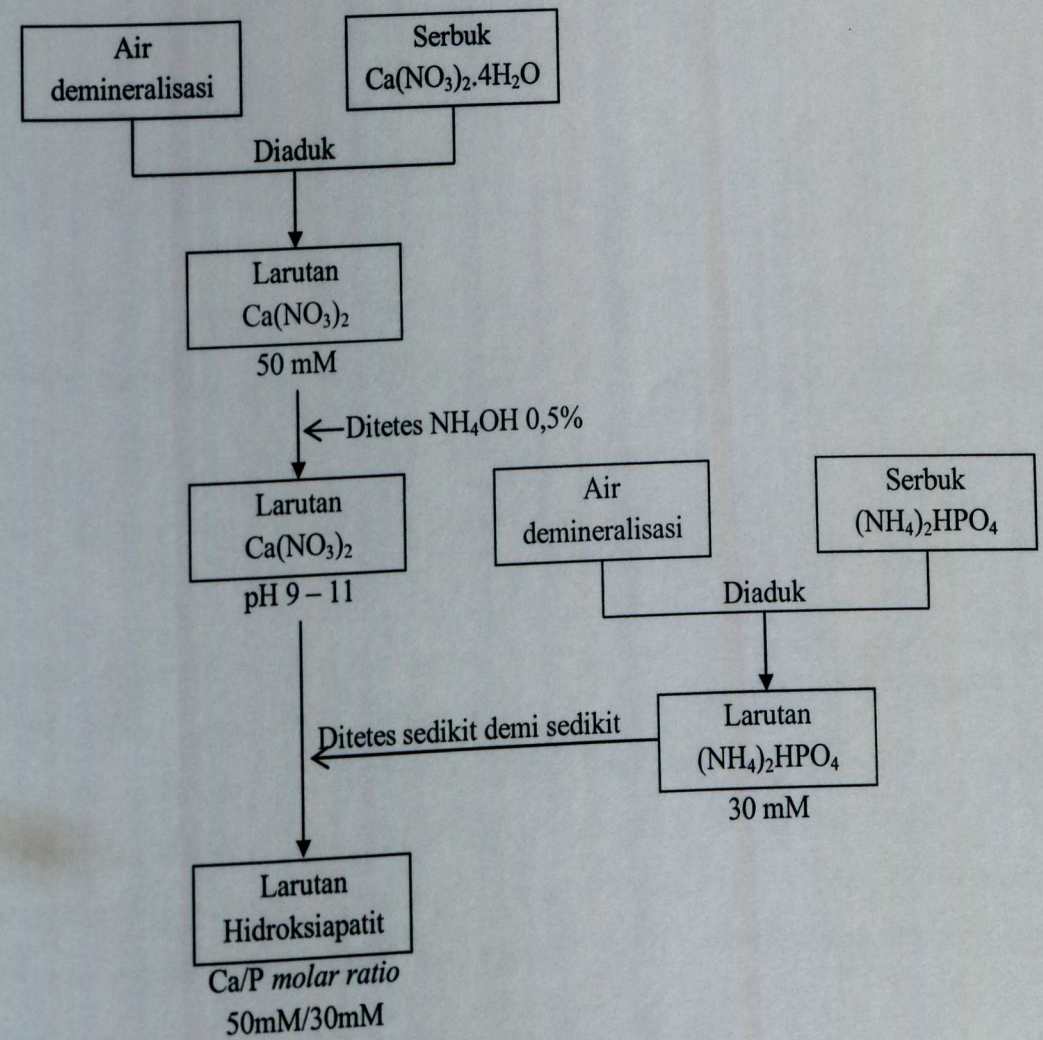 Air
demineralisasi
Serbuk
Ca(NO₃)₂.4H₂O
Diaduk
Larutan
Ca(NO₃)₂
50 mM
Ditetes NH₄OH 0,5%
Larutan
Ca(NO₃)₂
pH 9 – 11
Air
demineralisasi
Serbuk
(NH₄)₂HPO₄
Diaduk
Larutan
(NH₄)₂HPO₄
30 mM
Ditetes sedikit demi sedikit
Larutan
Hidroksiapatit
Ca/P molar ratio
50mM/30mM